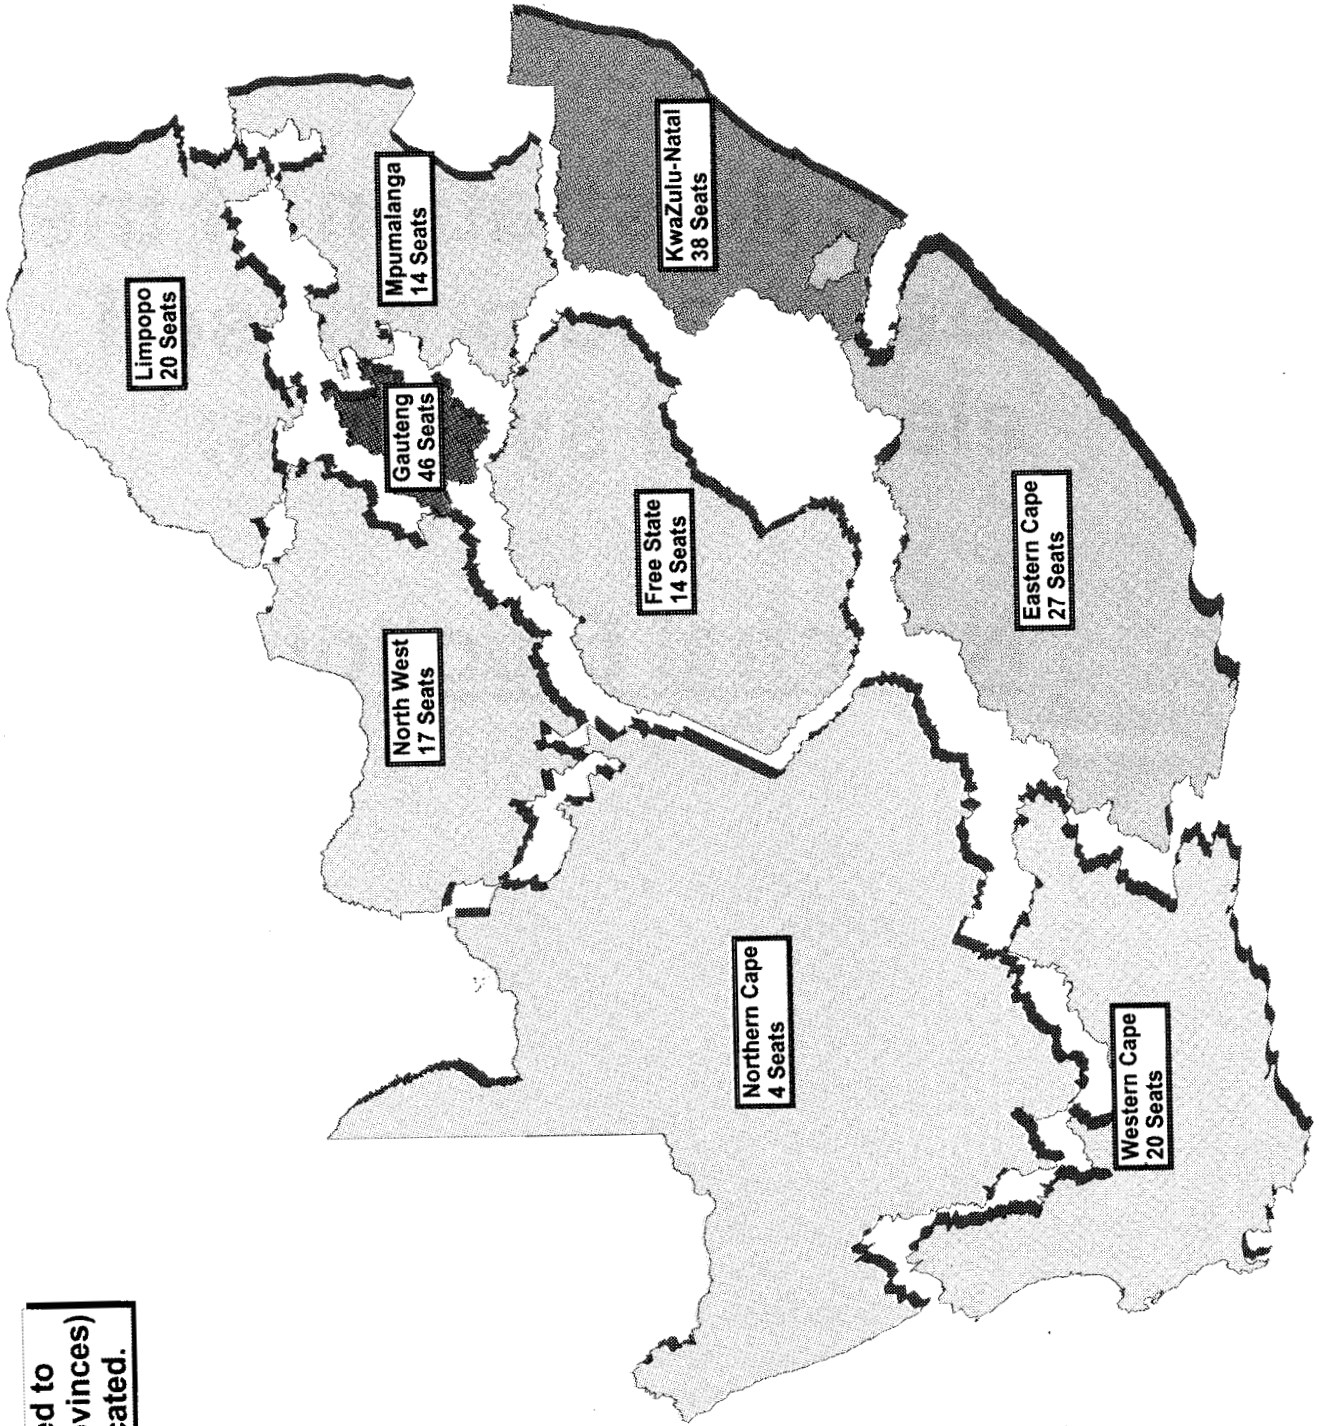 ed to
vinces)
cated.
Limpopo
20 Seats
Mpumalanga
14 Seats
Gauteng
46 Seats
North West
17 Seats
KwaZulu-Natal
38 Seats
Free State
14 Seats
Northern Cape
4 Seats
Eastern Cape
27 Seats
Western Cape
20 Seats